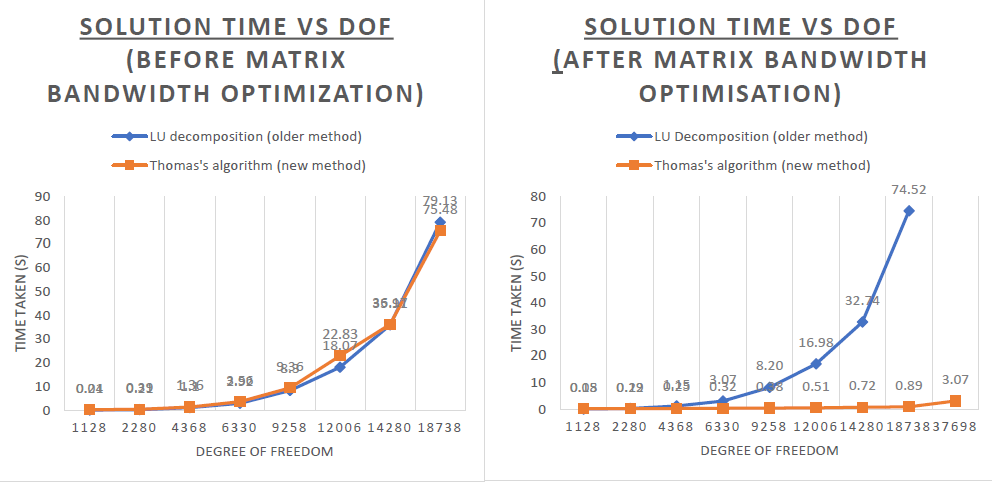 SOLUTION TIME VS DOF
(BEFORE MATRIX
BANDWIDTH OPTIMIZATION)
LU decomposition (older method)
Thomas's algorithm (new method)
TIME TAKEN (S)
90
80
70
60
50
40
30
20
10
0
79.13
75.48
22.83
18.07
9.36
1.36
1128 2280 4368 6330 9258 12006 14280 18738
DEGREE OF FREEDOM
SOLUTION TIME VS DOF
(AFTER MATRIX BANDWIDTH
OPTIMISATION)
LU Decomposition (older method)
Thomas's algorithm (new method)
TIME TAKEN (S)
80
70
60
50
40
30
20
10
0
74.52
32.74
16.98
8.20
3.07
0.32
0.51
0.72
0.89
3.07
1128 2280 4368 6330 9258 12006 14280 18738 37698
DEGREE OF FREEDOM